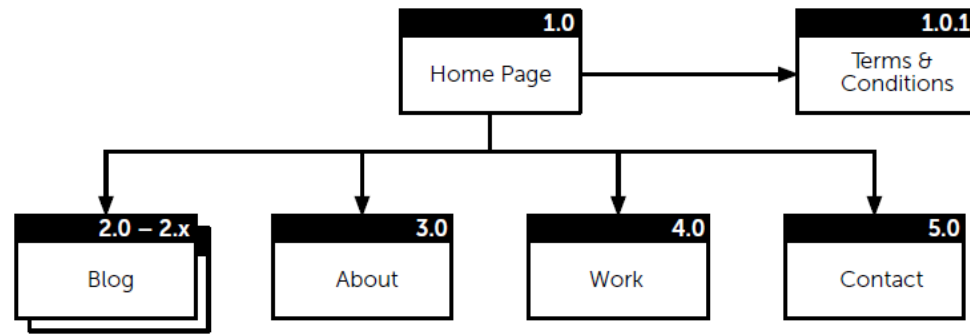 1.0
Home Page
1.0.1
Terms &
Conditions
2.0 – 2.x
Blog
3.0
About
4.0
Work
5.0
Contact